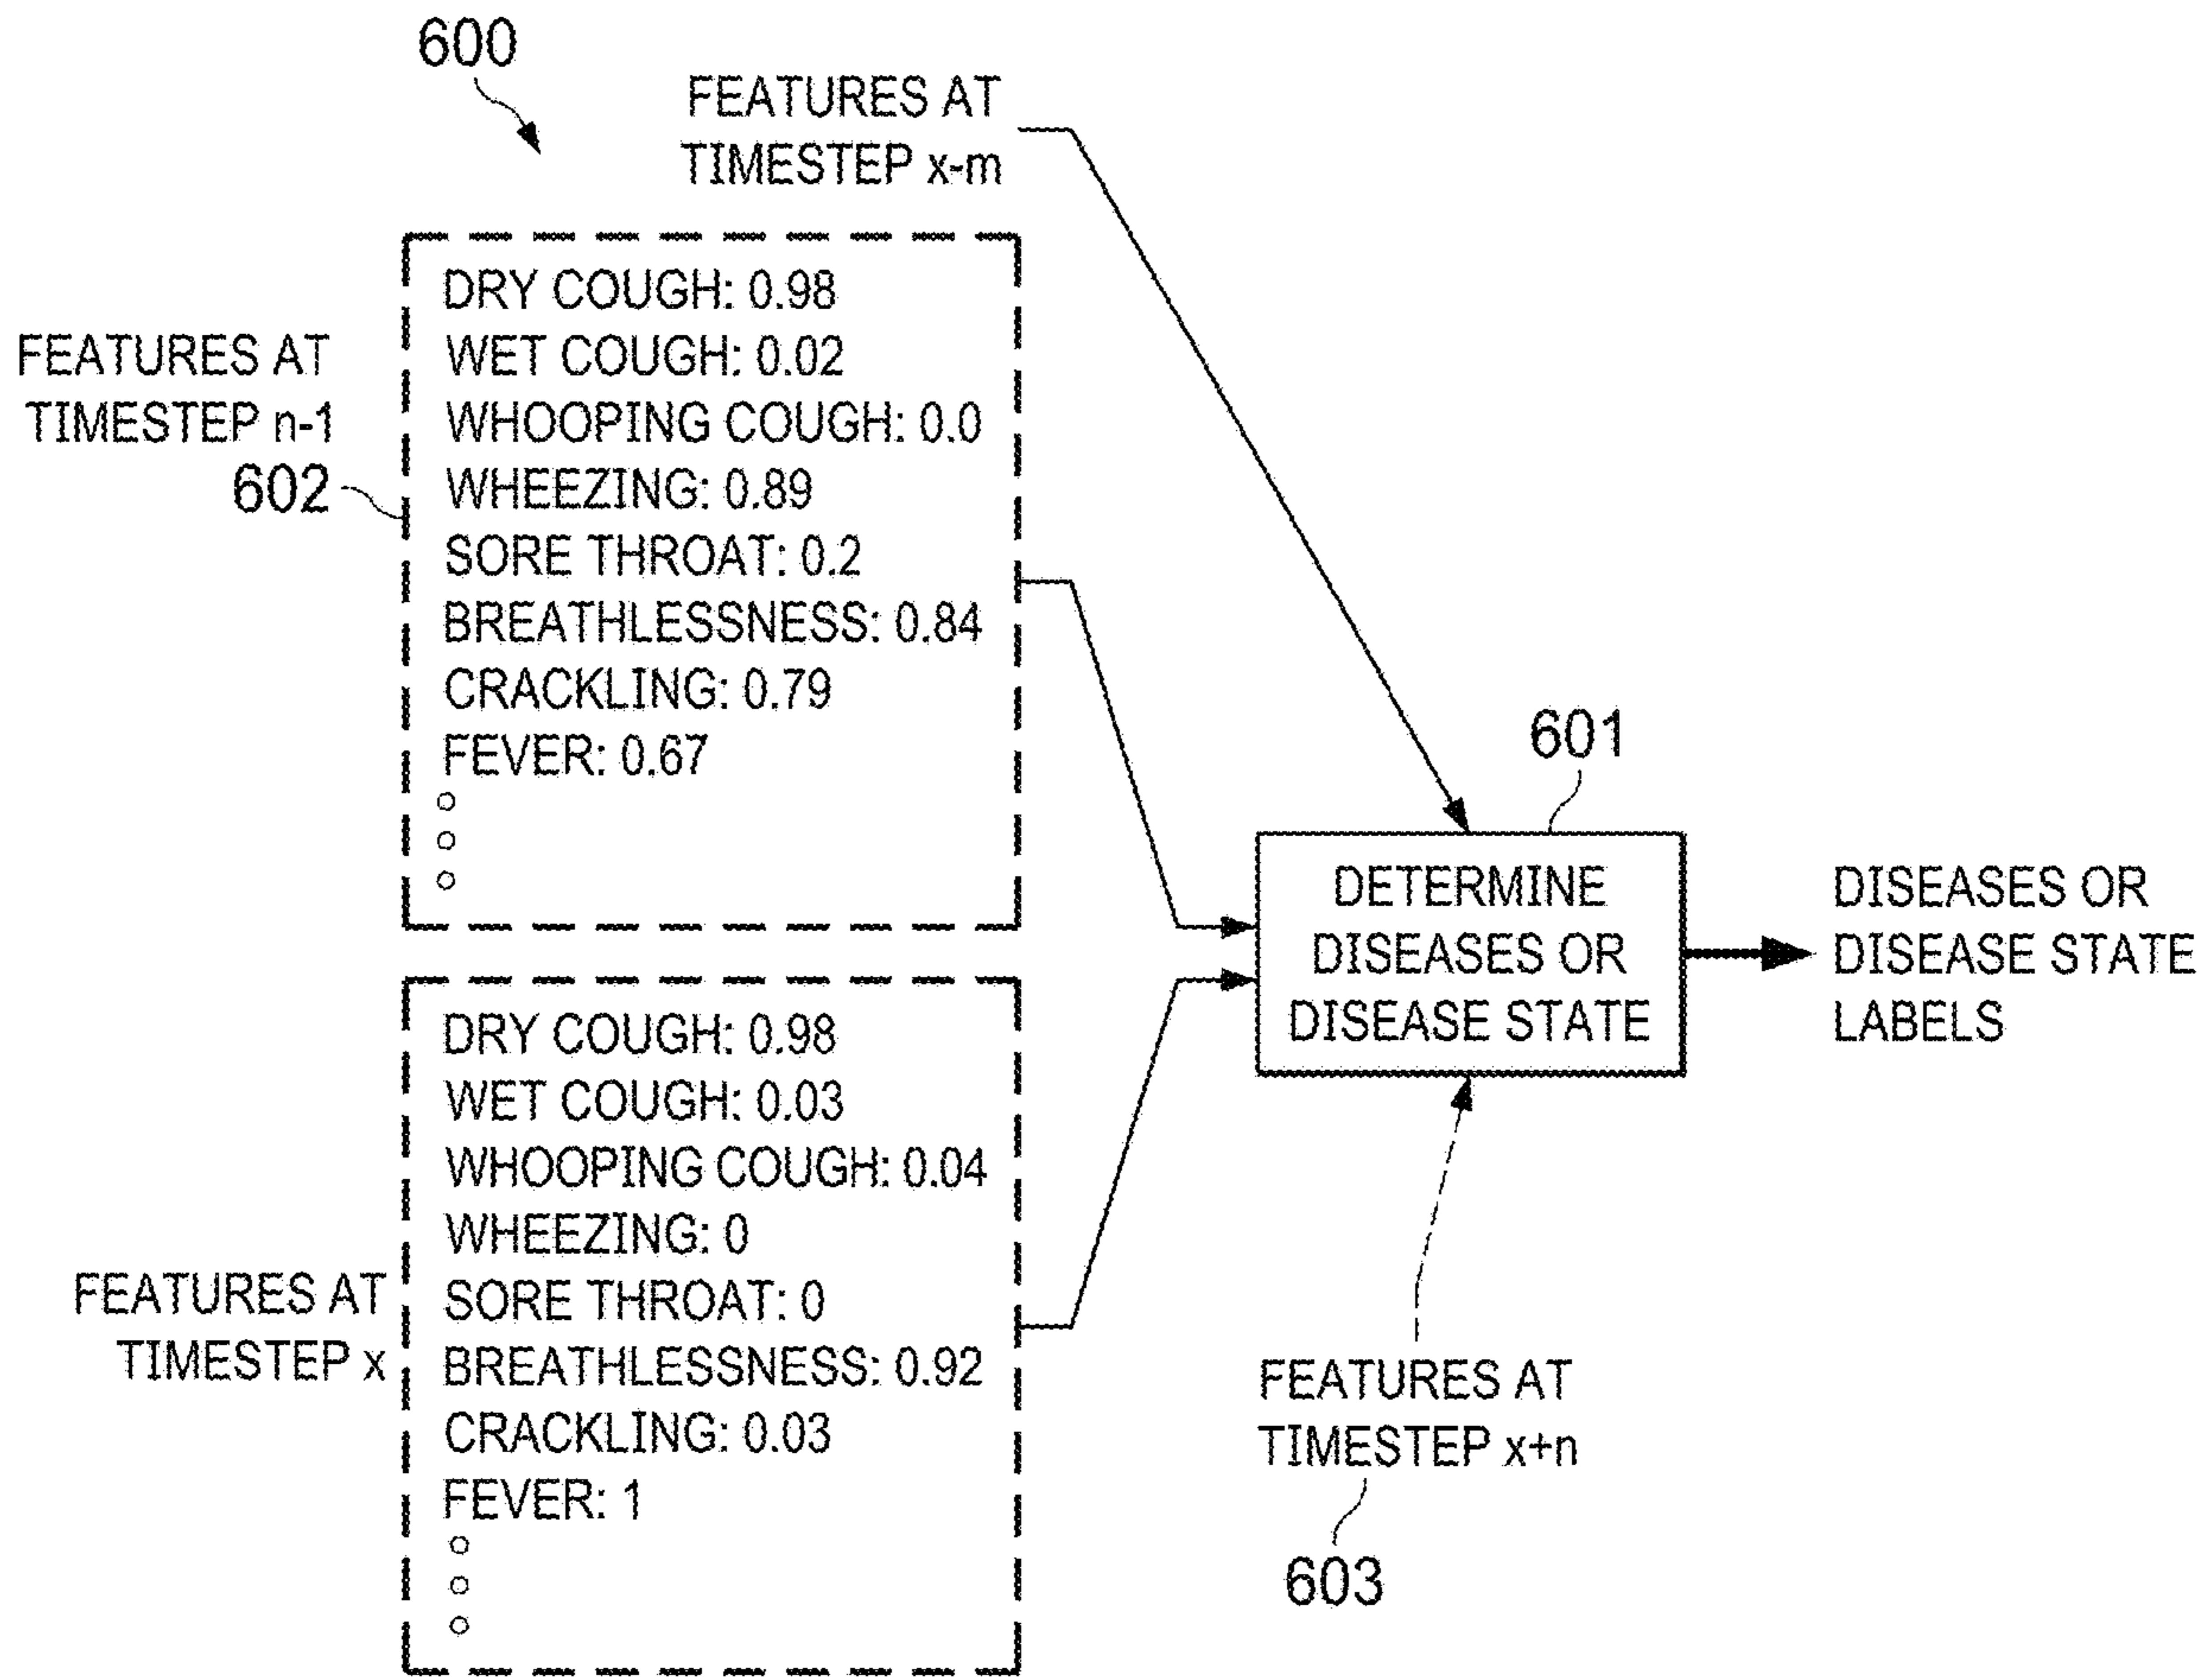 600
FEATURES AT
TIMESTEP x-m
FEATURES AT
TIMESTEP n-1
602
DRY COUGH: 0.98
WET COUGH: 0.02
WHOOPING COUGH: 0.0
WHEEZING: 0.89
SORE THROAT: 0.2
BREATHLESSNESS: 0.84
CRACKLING: 0.79
FEVER: 0.67
FEATURES AT
TIMESTEP x
DRY COUGH: 0.98
WET COUGH: 0.03
WHOOPING COUGH: 0.04
WHEEZING: 0
SORE THROAT: 0
BREATHLESSNESS: 0.92
CRACKLING: 0.03
FEVER: 1
601
DETERMINE
DISEASES OR
DISEASE STATE
DISEASES OR
DISEASE STATE
LABELS
FEATURES AT
TIMESTEP x+n
603